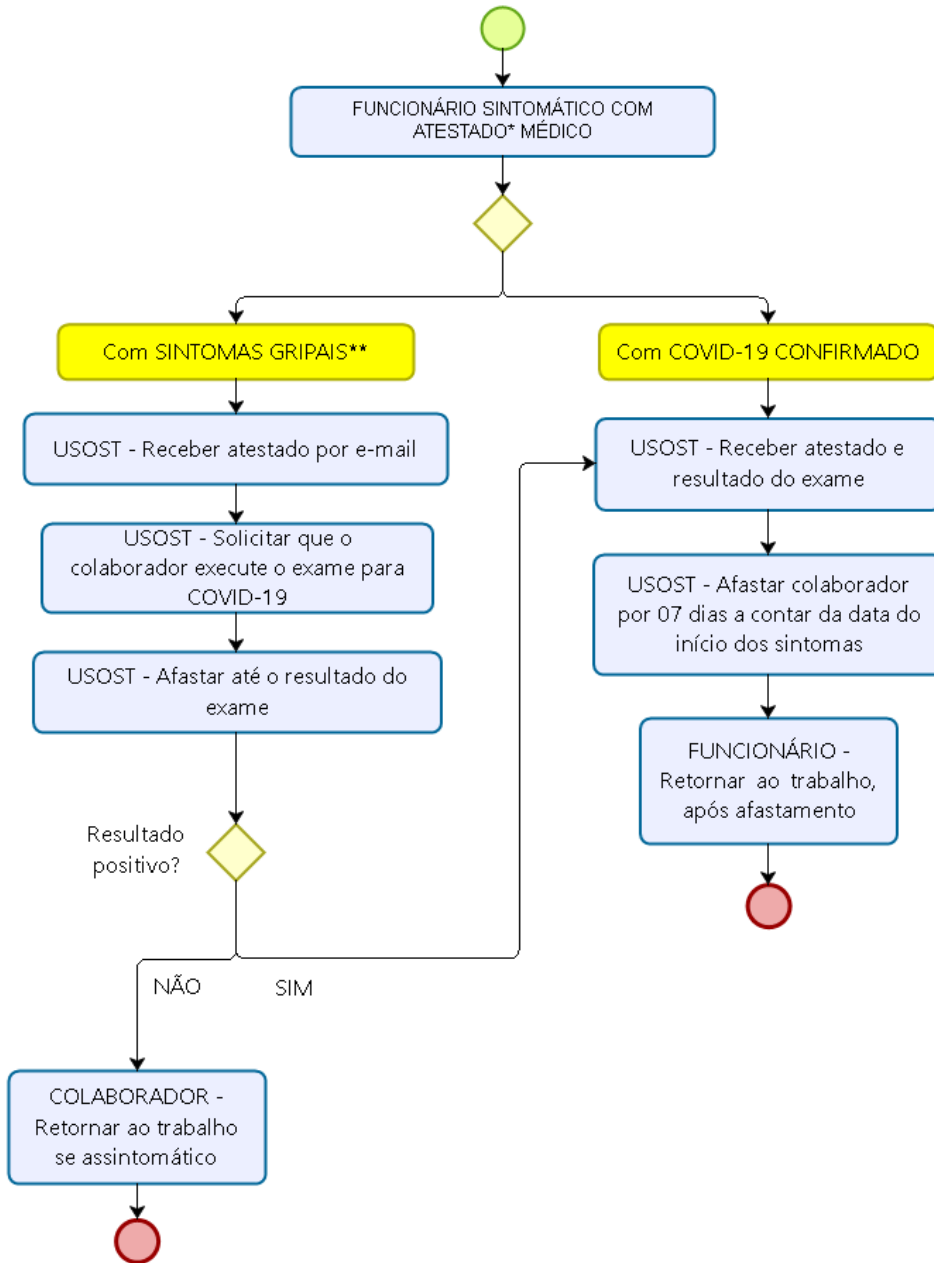 FUNCIONÁRIO SINTOMÁTICO COM
ATESTADO* MÉDICO
Com SINTOMAS GRIPAIS**
USOST - Receber atestado por e-mail
USOST - Solicitar que o
colaborador execute o exame para
COVID-19
USOST - Afastar até o resultado do
exame
Resultado
positivo?
NÃO
SIM
COLABORADOR -
Retornar ao trabalho
se assintomático
Com COVID-19 CONFIRMADO
USOST - Receber atestado e
resultado do exame
USOST - Afastar colaborador
por 07 dias a contar da data do
início dos sintomas
FUNCIONÁRIO -
Retornar ao trabalho,
após afastamento